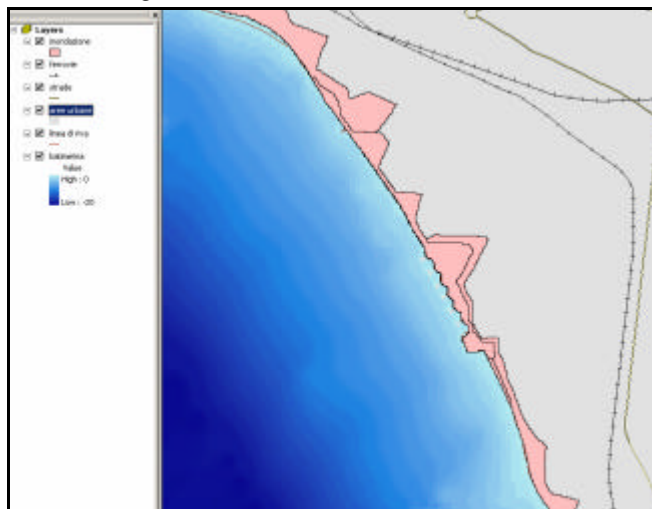 Layers
inondazione
ferrovie
strade
aree urbane
linea di riva
batimetria
Value
High : 0
Low : -20